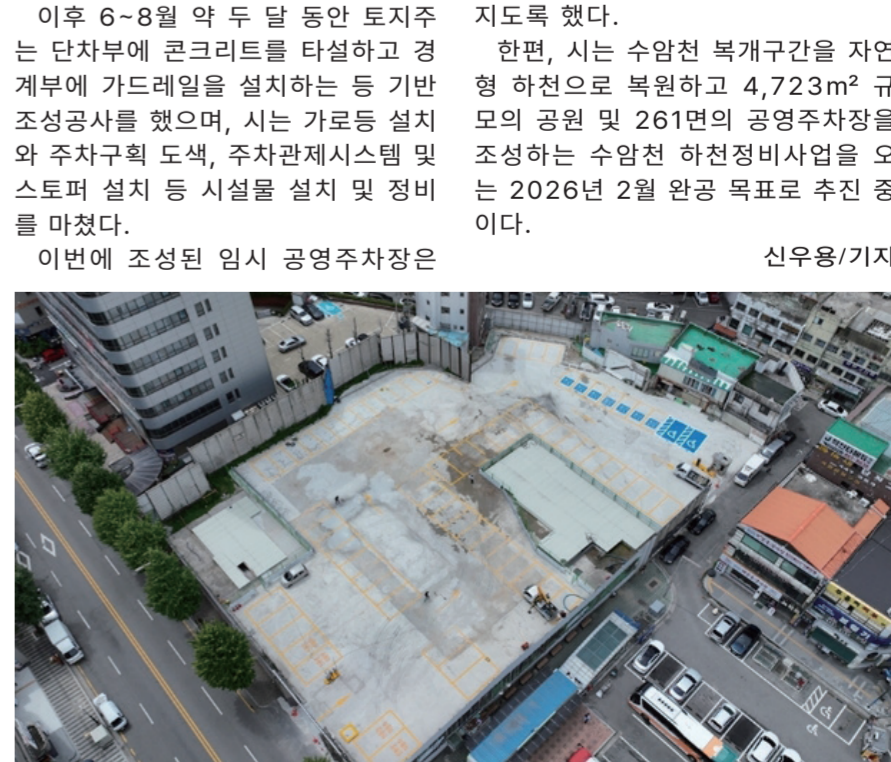 이후 6~8월 약 두 달 동안 토지주
는 단차부에 콘크리트를 타설하고 경
계부에 가드레일을 설치하는 등 기반
조성공사를 했으며, 시는 가로등 설치
와 주차구획 도색, 주차관제시스템 및
스토퍼 설치 등 시설물 설치 및 정비
를 마쳤다.
이번에 조성된 임시 공영주차장은
지도록 했다.
한편, 시는 수암천 복개구간을 자연
형 하천으로 복원하고 4,723m² 규
모의 공원 및 261면의 공영주차장을
조성하는 수암천 하천정비사업을 오
는 2026년 2월 완공 목표로 추진 중
이다.
신우용/기자